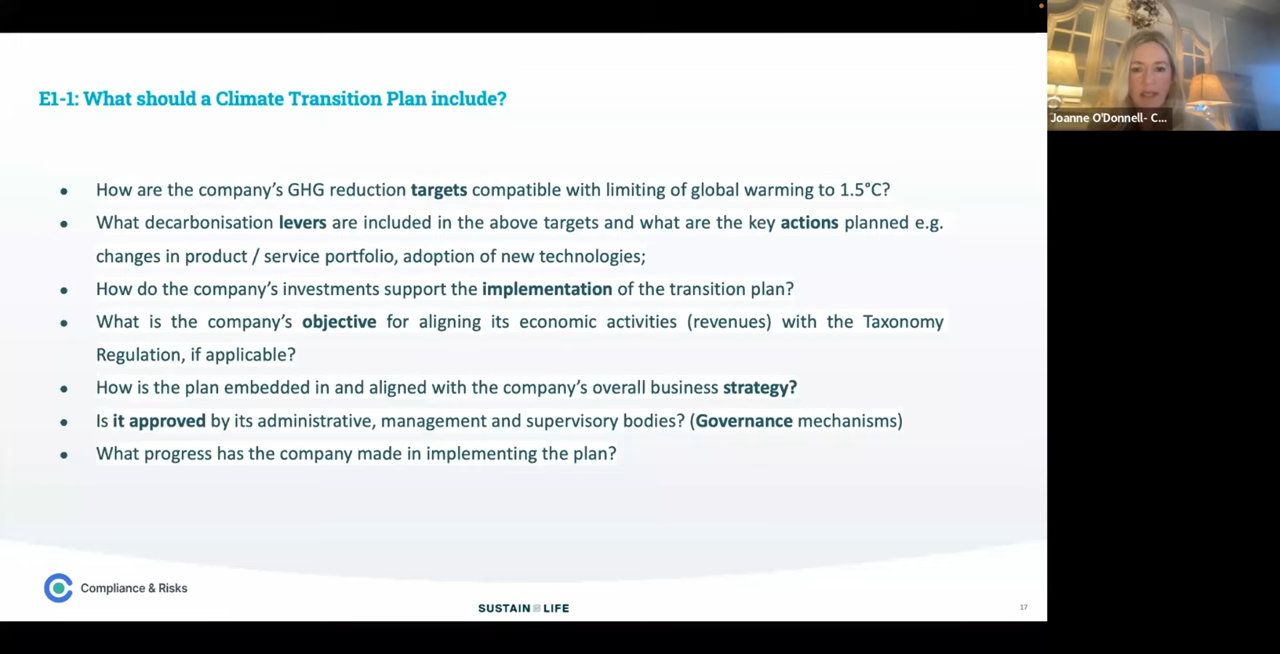 E1-1: What should a Climate Transition Plan include?
Joanne O'Donnell- C...
• How are the company's GHG reduction targets compatible with limiting of global warming to 1.5°C?
• What decarbonisation levers are included in the above targets and what are the key actions planned e.g.
changes in product / service portfolio, adoption of new technologies;
• How do the company's investments support the implementation of the transition plan?
• What is the company's objective for aligning its economic activities (revenues) with the Taxonomy
Regulation, if applicable?
• How is the plan embedded in and aligned with the company's overall business strategy?
• Is it approved by its administrative, management and supervisory bodies? (Governance mechanisms)
• What progress has the company made in implementing the plan?
Compliance & Risks
SUSTAIN LIFE
17